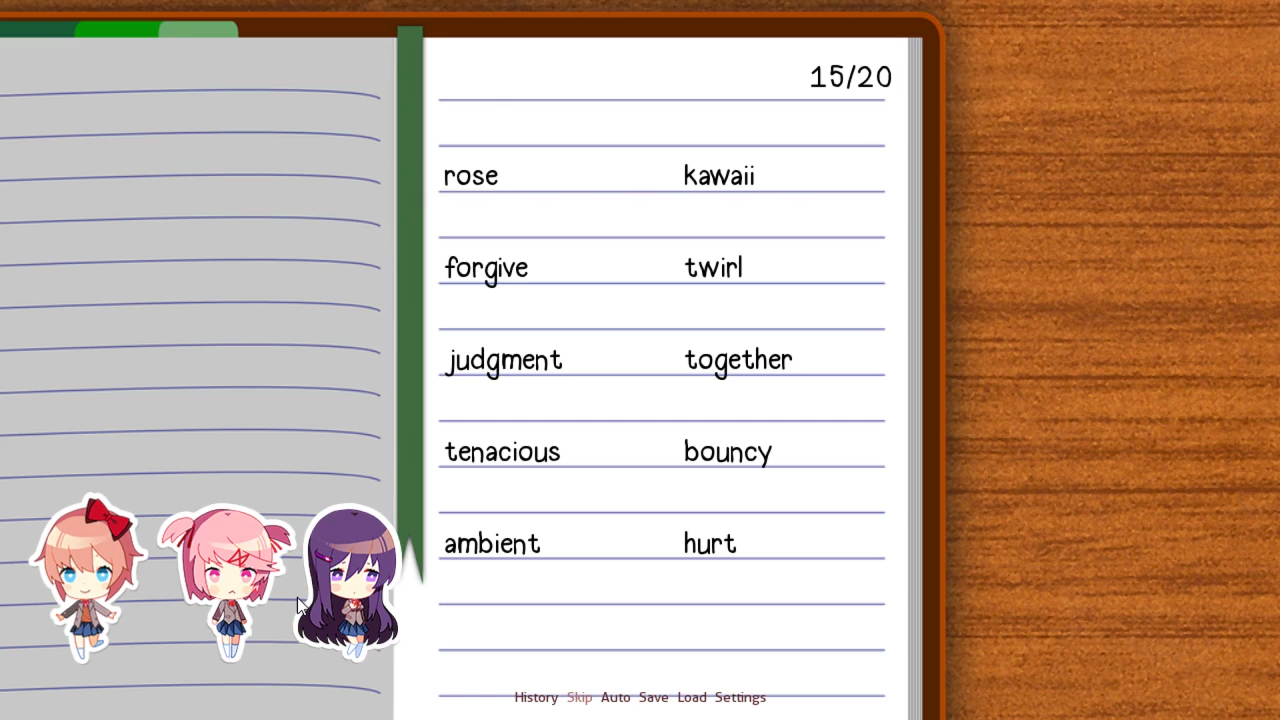 15/20
rose kawaii
forgive twirl
judgment together
tenacious bouncy
ambient hurt
History Skip Auto Save Load Settings